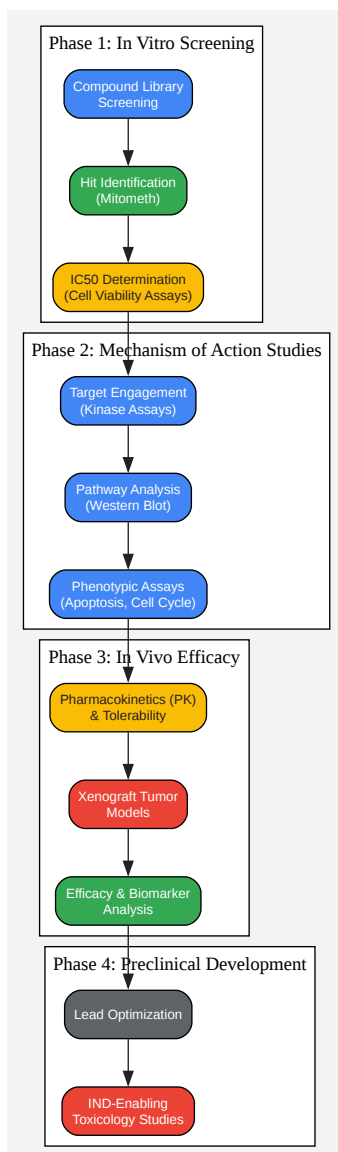 Phase 1: In Vitro Screening
Compound Library
Screening
Hit Identification
(Mitometh)
IC50 Determination
(Cell Viability Assays)
Phase 2: Mechanism of Action Studies
Target Engagement
(Kinase Assays)
Pathway Analysis
(Western Blot)
Phenotypic Assays
(Apoptosis, Cell Cycle)
Phase 3: In Vivo Efficacy
Pharmacokinetics (PK)
& Tolerability
Xenograft Tumor
Models
Efficacy & Biomarker
Analysis
Phase 4: Preclinical Development
Lead Optimization
IND-Enabling
Toxicology Studies